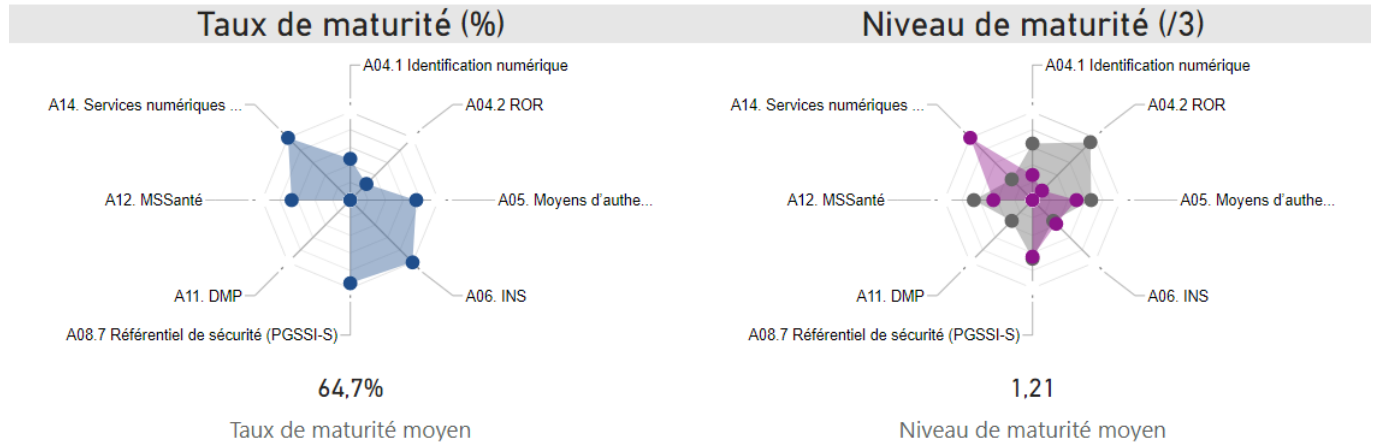 Taux de maturité (%)
A04.1 Identification numérique
A14. Services numériques ...
A04.2 ROR
A12. MSSanté
A05. Moyens d'authe...
A11. DMP
A06. INS
A08.7 Référentiel de sécurité (PGSSI-S)
64,7%
Taux de maturité moyen
Niveau de maturité (/3)
A04.1 Identification numérique
A14. Services numériques ...
A04.2 ROR
A12. MSSanté
A05. Moyens d'authe...
A11. DMP
A06. INS
A08.7 Référentiel de sécurité (PGSSI-S)
1,21
Niveau de maturité moyen